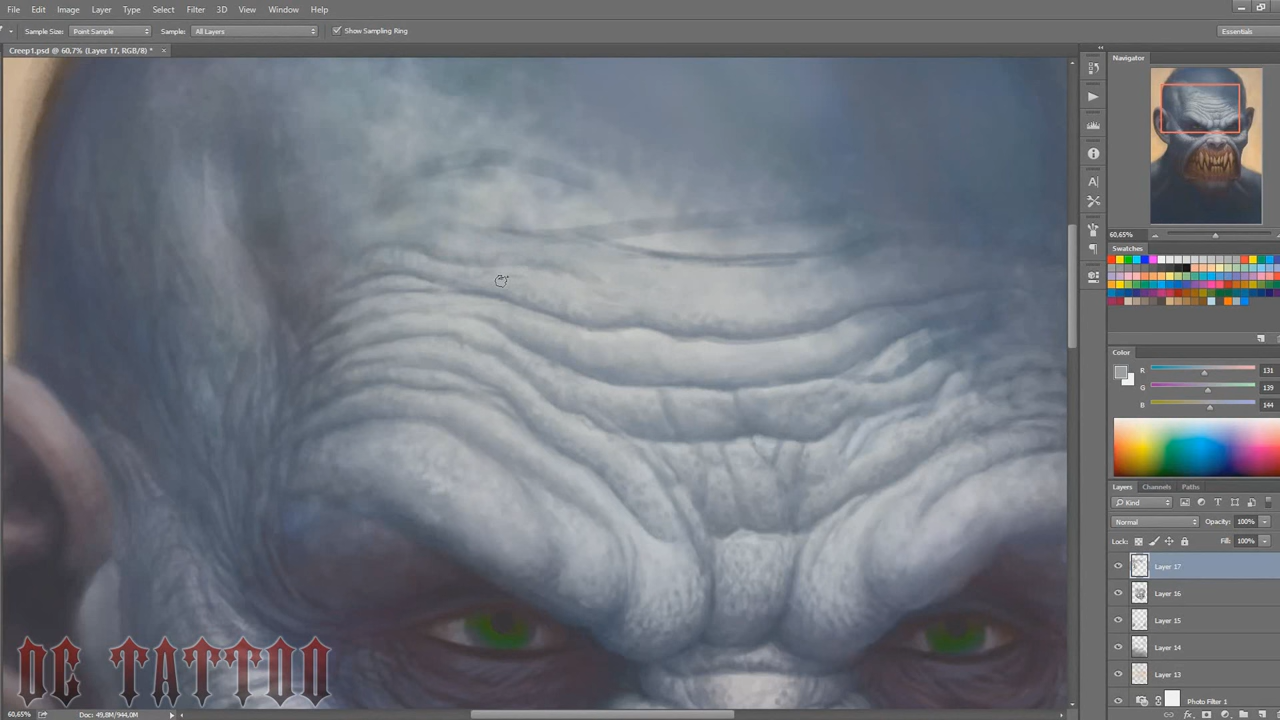 File Edit Image Layer Type Select Filter 3D View Window Help
Sample Size: Point Sample Sample: All Layers Show Sampling Ring Essentials
Creep1.psd @ 60,7% (Layer 17, RGB/8) * ×
Navigator
60,65%
Swatches
Color
R 131
G 139
B 144
Layers Channels Paths
Kind
Normal Opacity: 100%
Lock: Fill: 100%
Layer 17
Layer 16
Layer 15
Layer 14
Layer 13
Photo Filter 1
DC TATTOO
60,65% Doc: 49,8M/944,0M